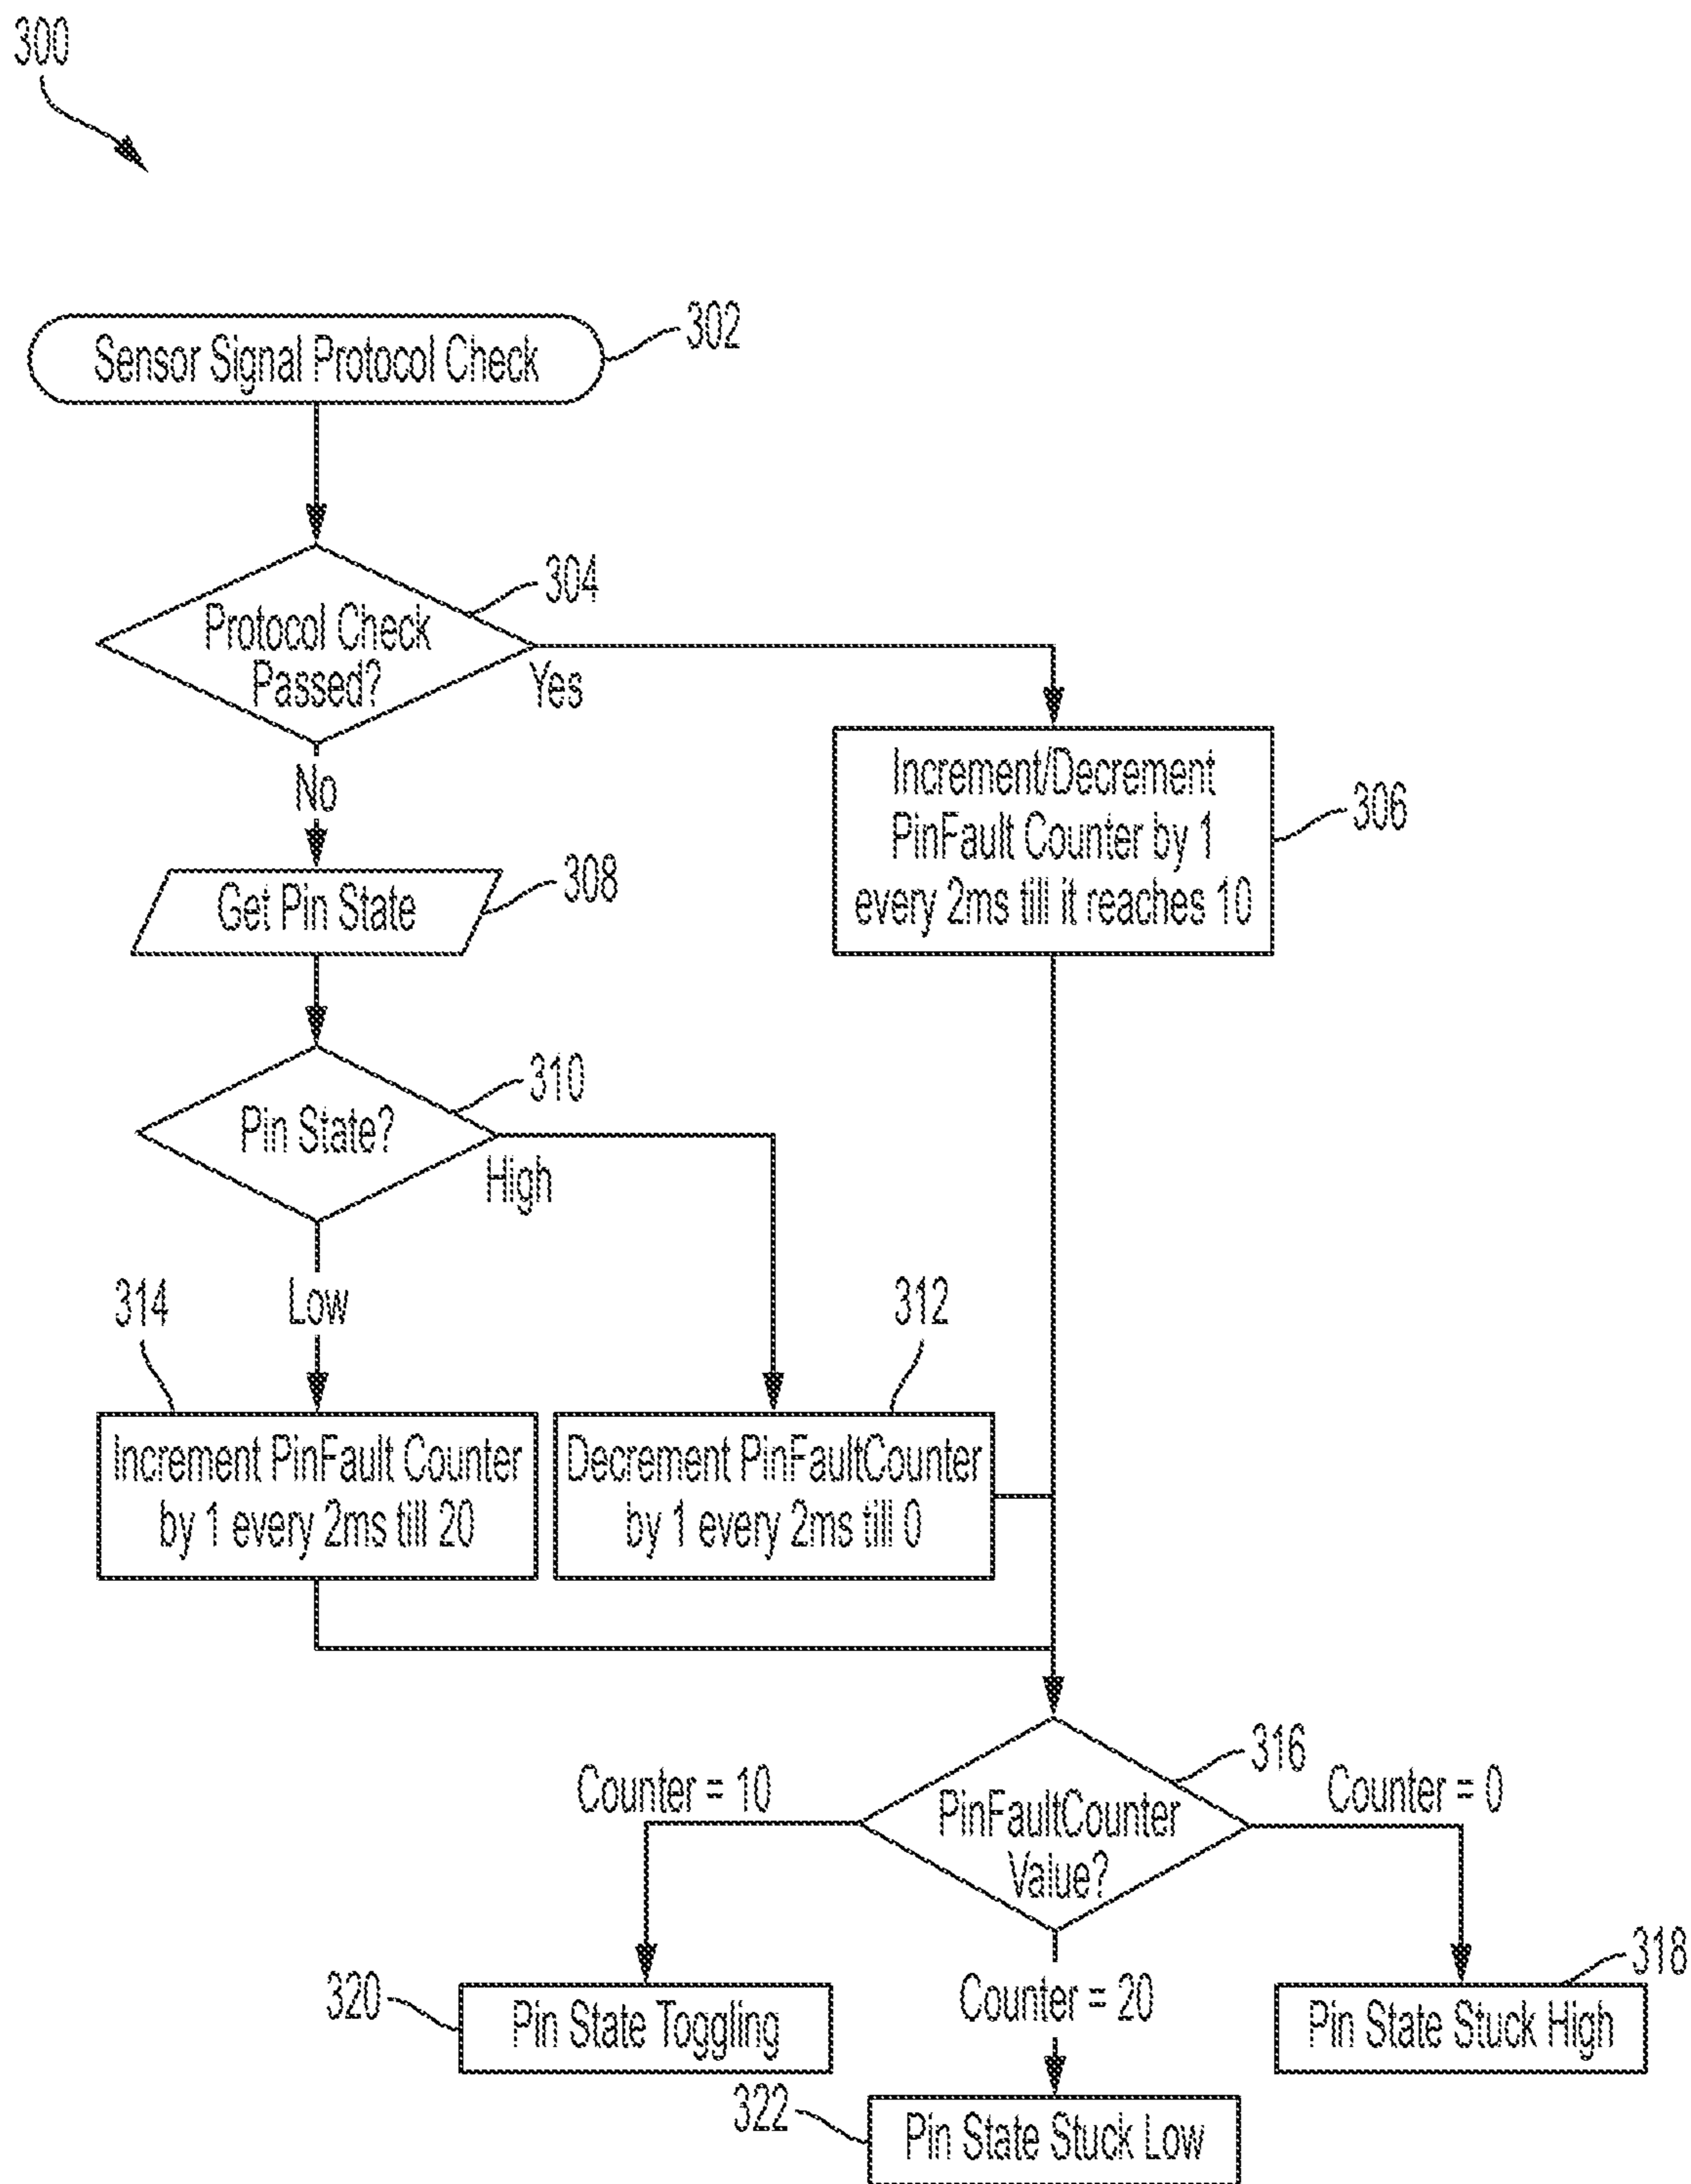 300
Sensor Signal Protocol Check
302
304
Protocol Check
Passed?
Yes
No
Increment/Decrement
PinFault Counter by 1
every 2ms till it reaches 10
306
Get Pin State
308
310
Pin State?
High
Low
314
312
Increment PinFault Counter
by 1 every 2ms till 20
Decrement PinFaultCounter
by 1 every 2ms till 0
316
Counter = 10
PinFaultCounter
Value?
Counter = 0
318
320
Pin State Toggling
Counter = 20
Pin State Stuck High
322
Pin State Stuck Low